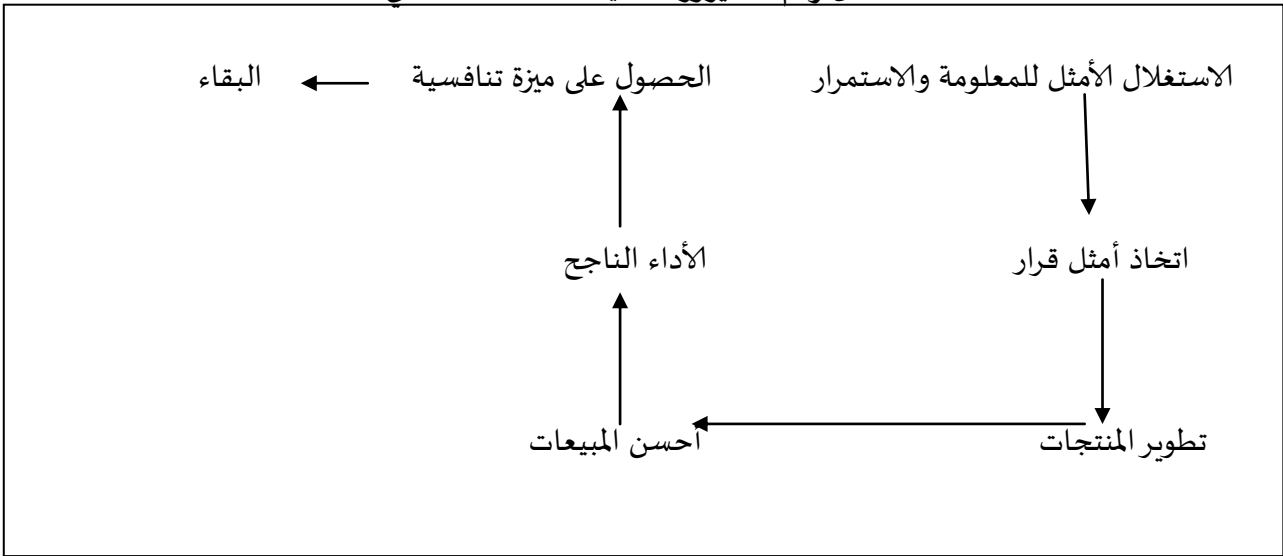 الاستغلال الأمثل للمعلومة والاستمرار الحصول على ميزة تنافسية البقاء
اتخاذ أمثل قرار الأداء الناجح
تطوير المنتجات أحسن المبيعات